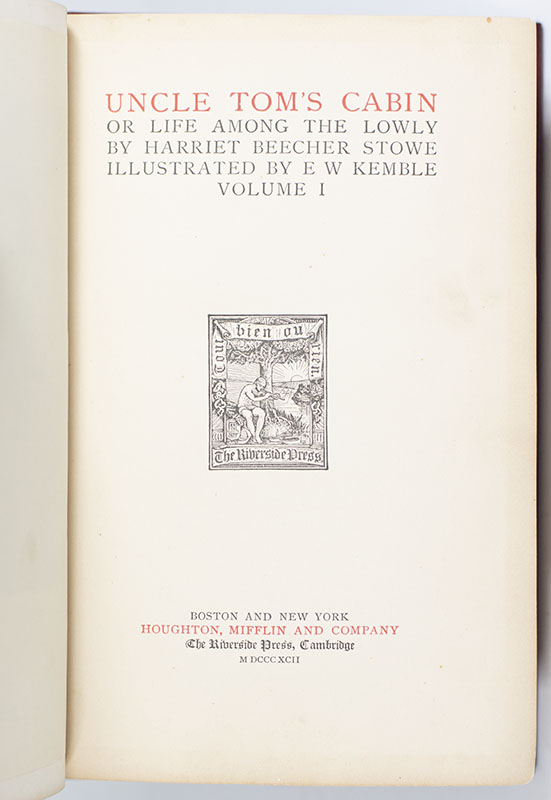 UNCLE TOM'S CABIN
OR LIFE AMONG THE LOWLY
BY HARRIET BEECHER STOWE
ILLUSTRATED BY E W KEMBLE
VOLUME I
Tout bien ou rien.
The Riverside Press
BOSTON AND NEW YORK
HOUGHTON, MIFFLIN AND COMPANY
The Riverside Press, Cambridge
M DCCCXCII